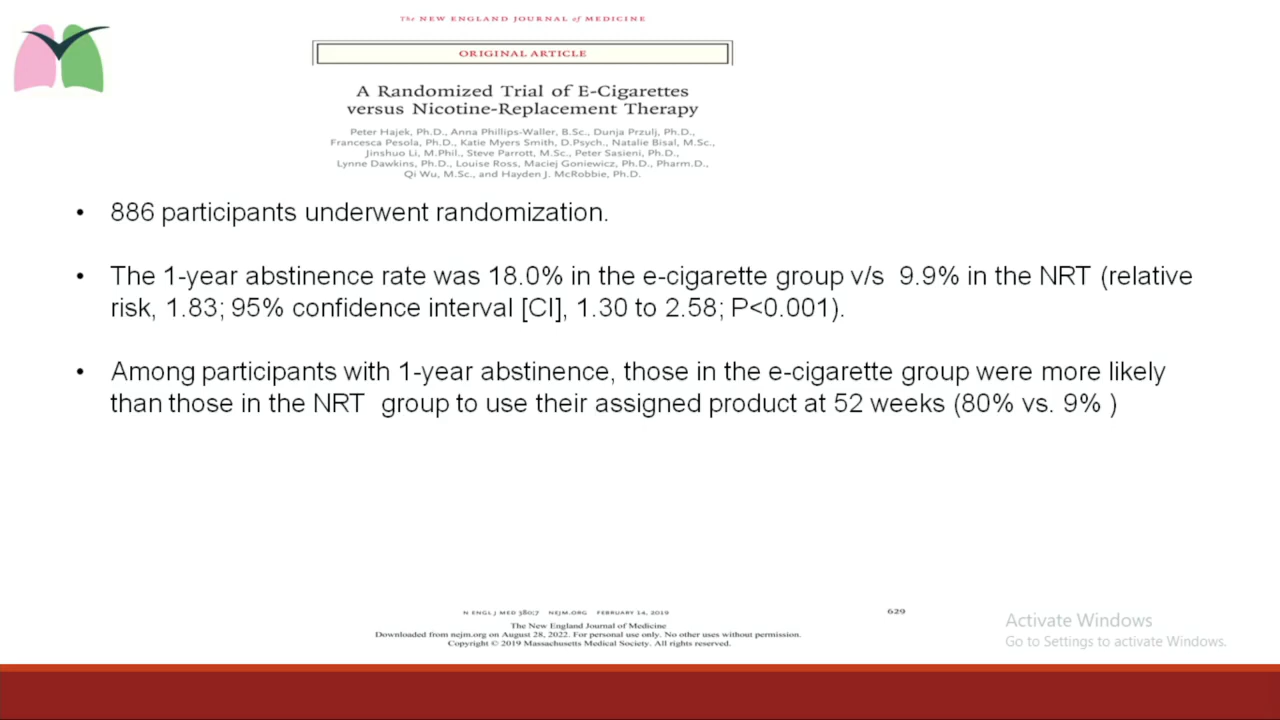 The NEW ENGLAND JOURNAL of MEDICINE
ORIGINAL ARTICLE
A Randomized Trial of E-Cigarettes
versus Nicotine-Replacement Therapy
Peter Hajek, Ph.D., Anna Phillips-Waller, B.Sc., Dunja Przulj, Ph.D.,
Francesca Pesola, Ph.D., Katie Myers Smith, D.Psych., Natalie Bisal, M.Sc.,
Jinshuo Li, M.Phil., Steve Parrott, M.Sc., Peter Sasieni, Ph.D.,
Lynne Dawkins, Ph.D., Louise Ross, Maciej Goniewicz, Ph.D., Pharm.D.,
Qi Wu, M.Sc., and Hayden J. McRobbie, Ph.D.
• 886 participants underwent randomization.
• The 1-year abstinence rate was 18.0% in the e-cigarette group v/s 9.9% in the NRT (relative
risk, 1.83; 95% confidence interval [CI], 1.30 to 2.58; P<0.001).
• Among participants with 1-year abstinence, those in the e-cigarette group were more likely
than those in the NRT group to use their assigned product at 52 weeks (80% vs. 9% )
N ENGL J MED 380;7 NEJM.ORG FEBRUARY 14, 2019
629
The New England Journal of Medicine
Downloaded from nejm.org on August 28, 2022. For personal use only. No other uses without permission.
Copyright © 2019 Massachusetts Medical Society. All rights reserved.
Activate Windows
Go to Settings to activate Windows.